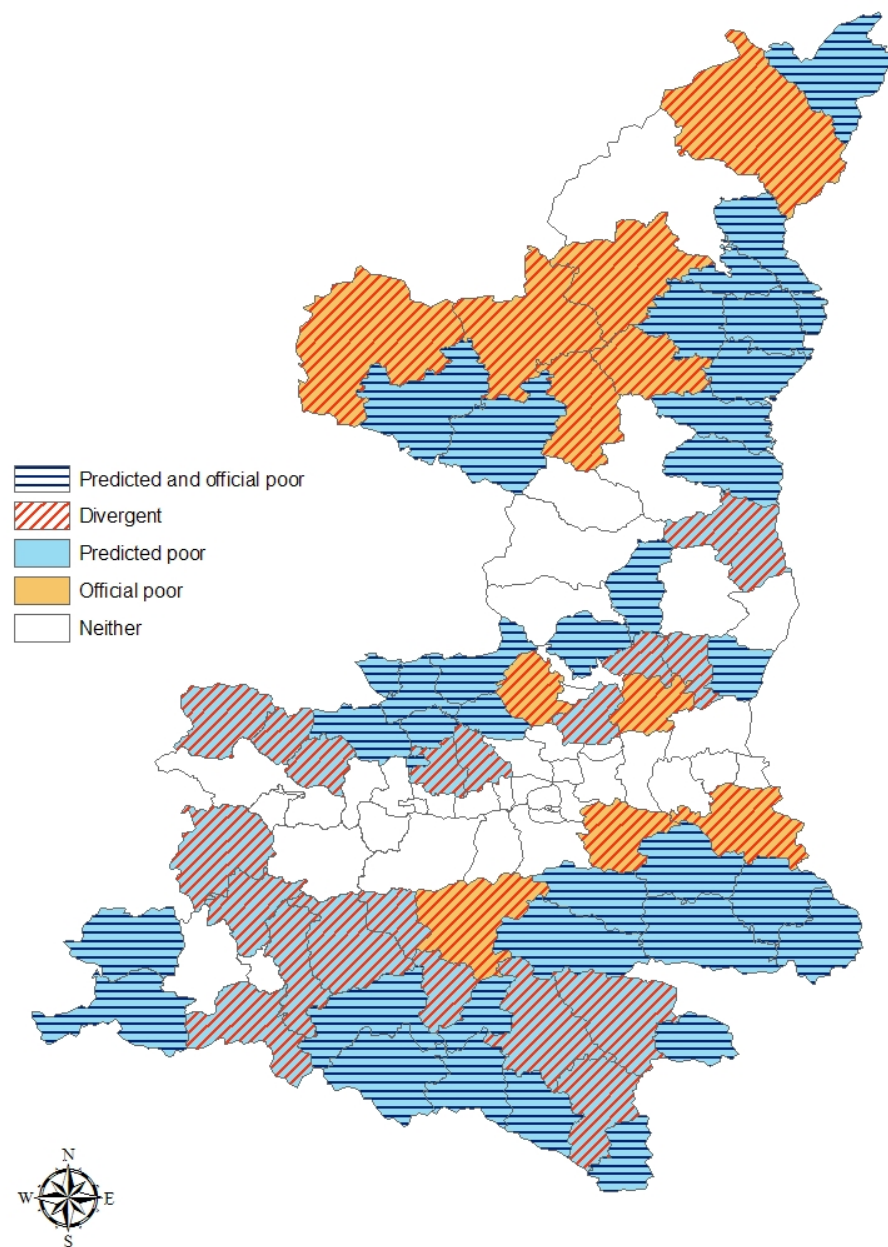 Predicted and official poor
Divergent
Predicted poor
Official poor
Neither
N
W E
S